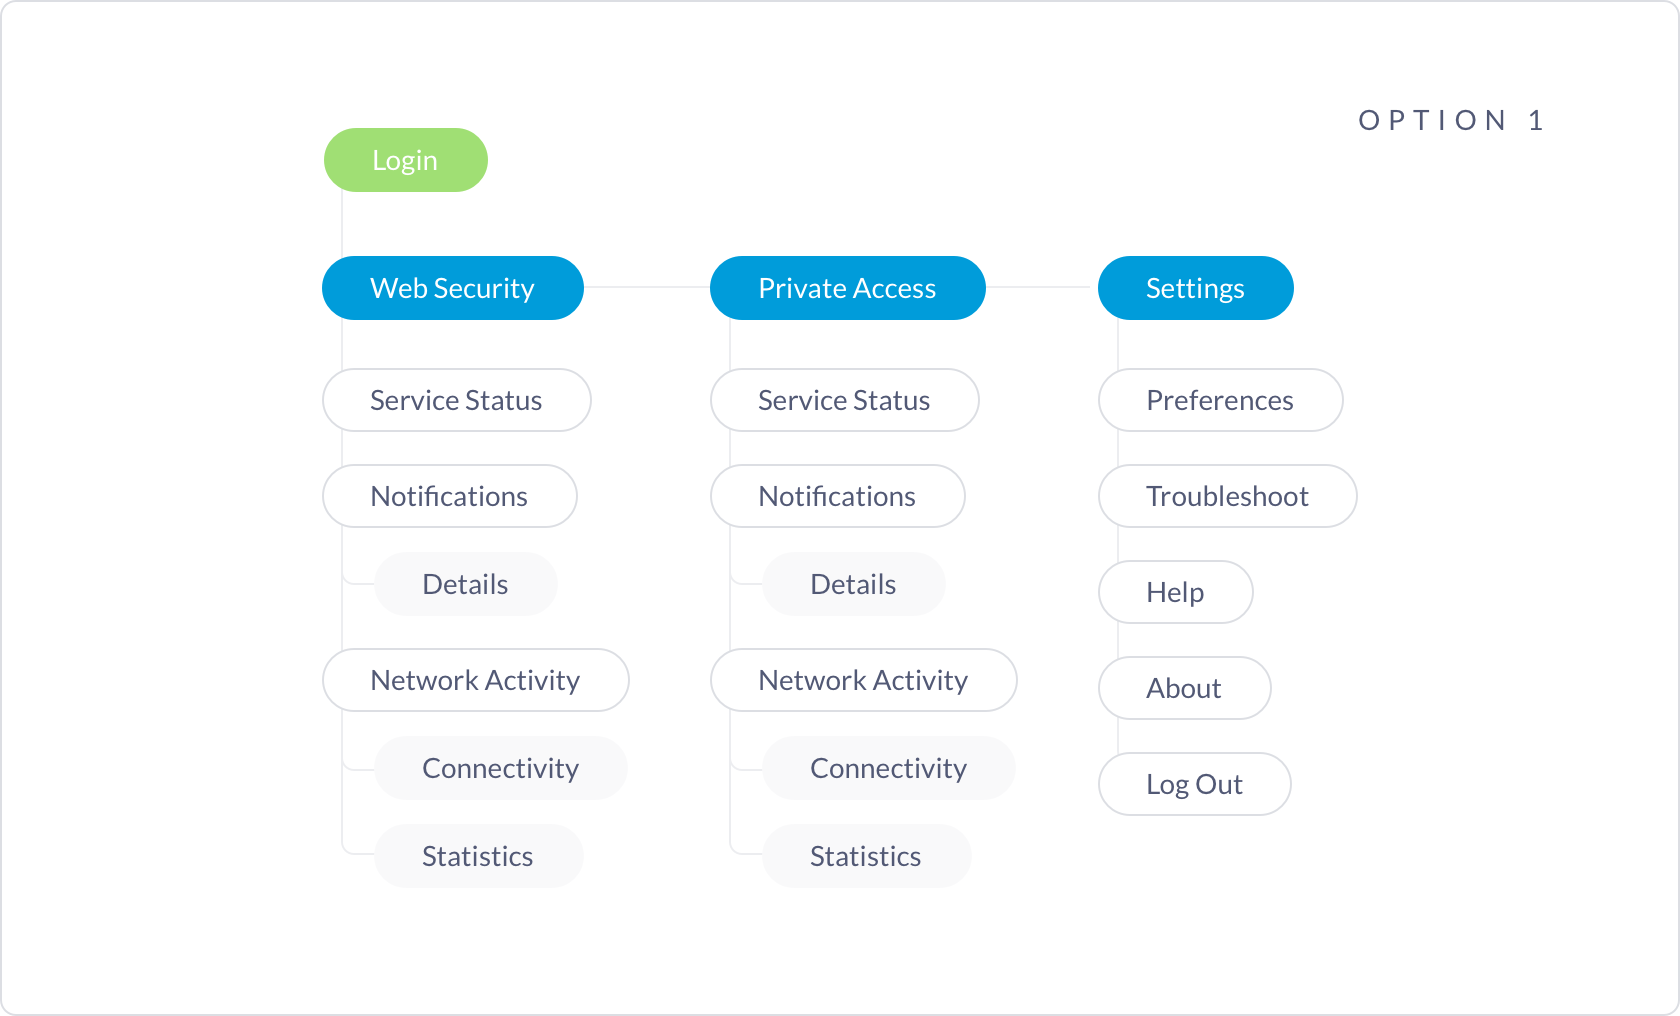 OPTION 1
Login
Web Security
Private Access
Settings
Service Status
Notifications
Details
Network Activity
Connectivity
Statistics
Service Status
Notifications
Details
Network Activity
Connectivity
Statistics
Preferences
Troubleshoot
Help
About
Log Out